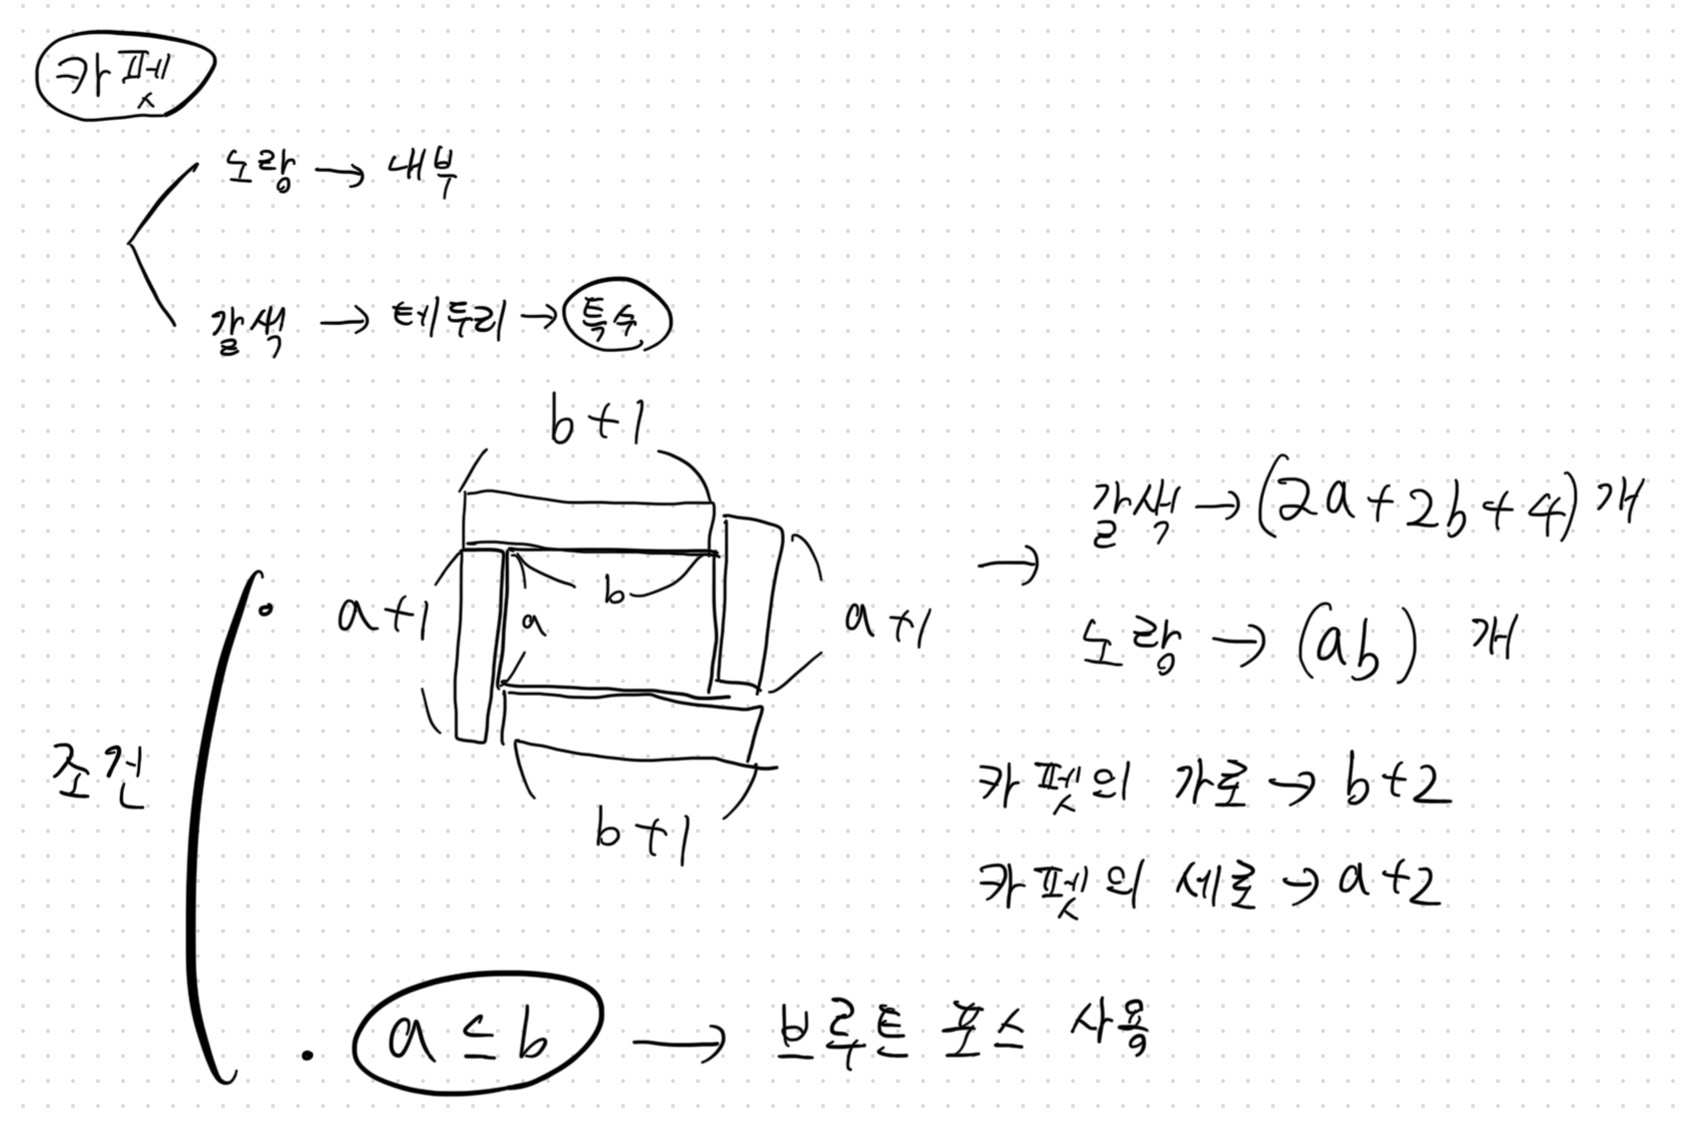 카펫
노랑 → 내부
갈색 → 테두리 → 특수
b+1
a+1
b
a
a+1
b+1
→ 갈색 → (2a+2b+4) 개
노랑 → (ab) 개
카펫의 가로 → b+2
카펫의 세로 → a+2
조건
· a ≤ b → 브루트 포스 사용